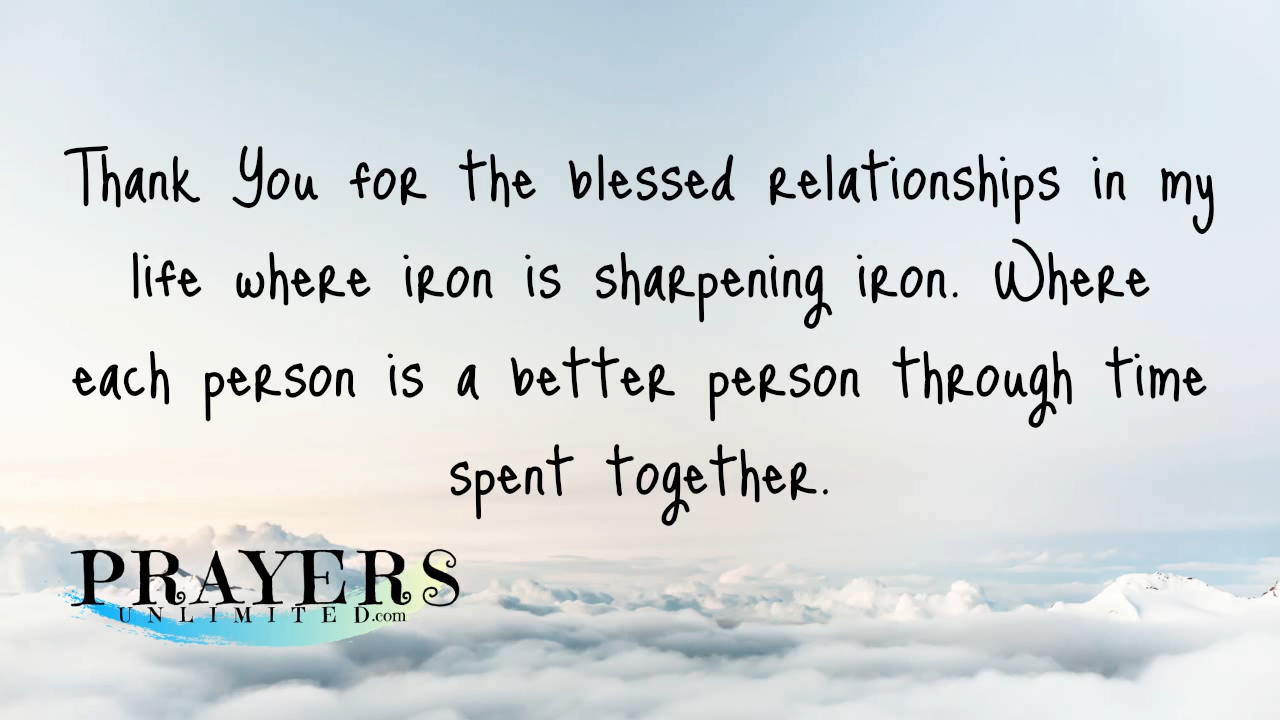 Thank You for the blessed relationships in my
life where iron is sharpening iron. Where
each person is a better person through time
spent together.
PRAYERS
UNLIMITED.com